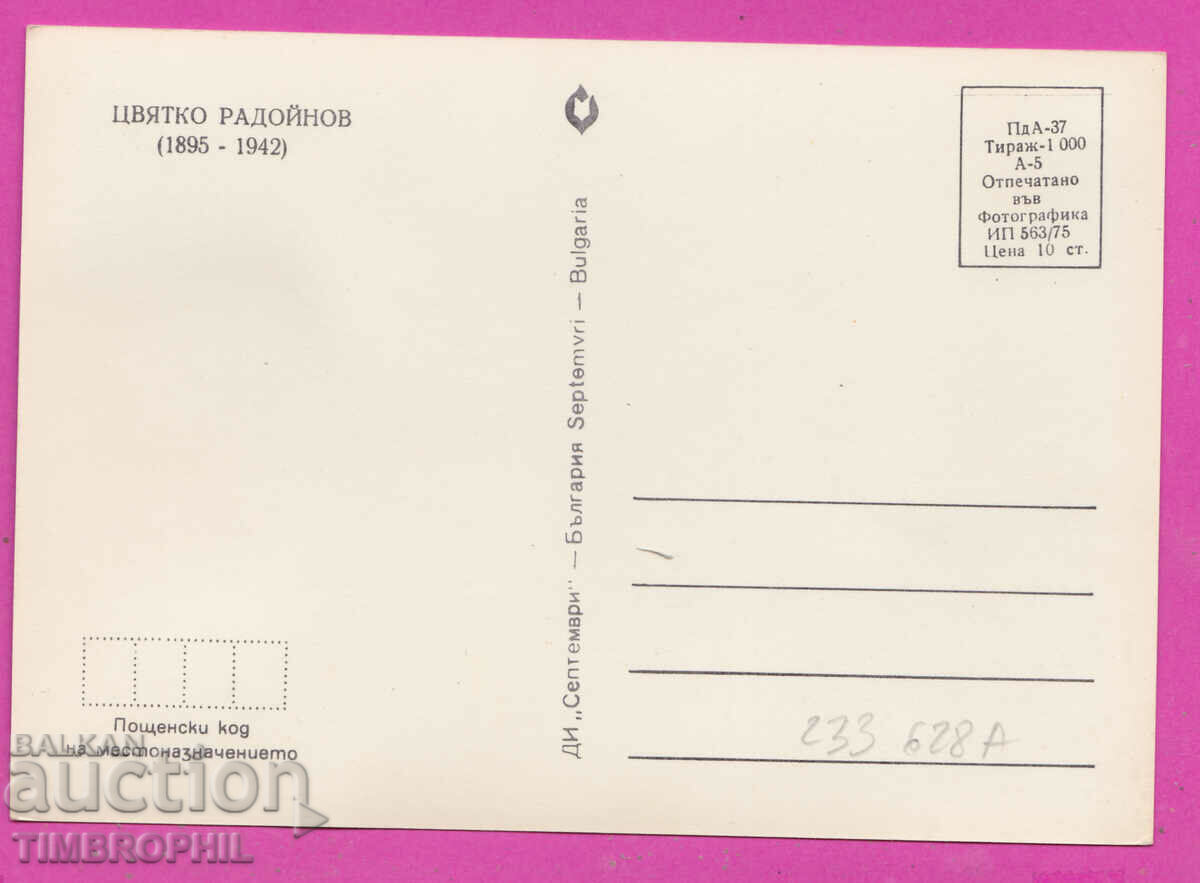 ЦВЯТКО РАДОЙНОВ
(1895 - 1942)
ПдА-37
Тираж-1 000
А-5
Отпечатано
във
Фотографика
ИП 563/75
Цена 10 ст.
ДИ „Септември" — България Septemvri — Bulgaria
Пощенски код
на местоназначението
233 628А
BALKAN
auction
TIMBROPHIL